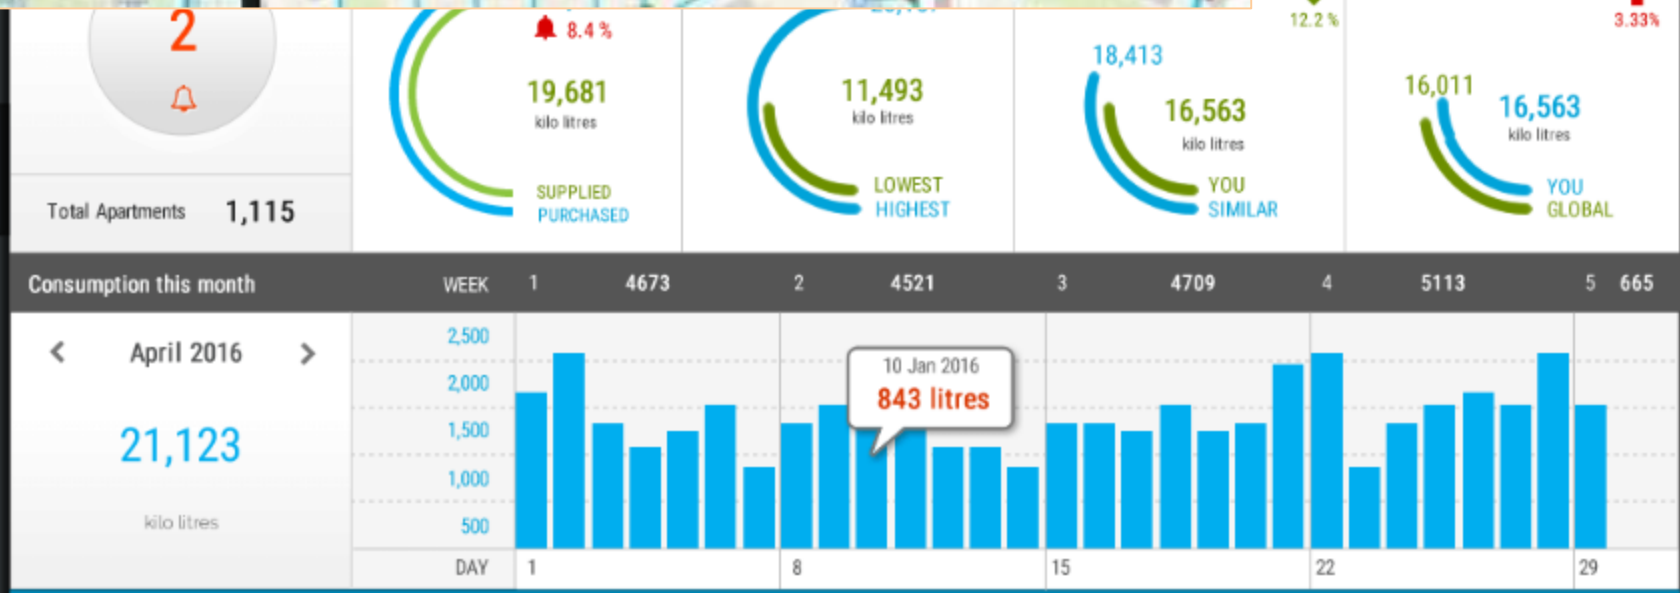 2
Total Apartments 1,115
8.4 %
19,681
kilo litres
SUPPLIED
PURCHASED
11,493
kilo litres
LOWEST
HIGHEST
12.2 %
18,413
16,563
kilo litres
YOU
SIMILAR
3.33%
16,011
16,563
kilo litres
YOU
GLOBAL
Consumption this month WEEK 1 4673 2 4521 3 4709 4 5113 5 665
April 2016
21,123
kilo litres
2,500
2,000
1,500
1,000
500
10 Jan 2016
843 litres
DAY 1 8 15 22 29